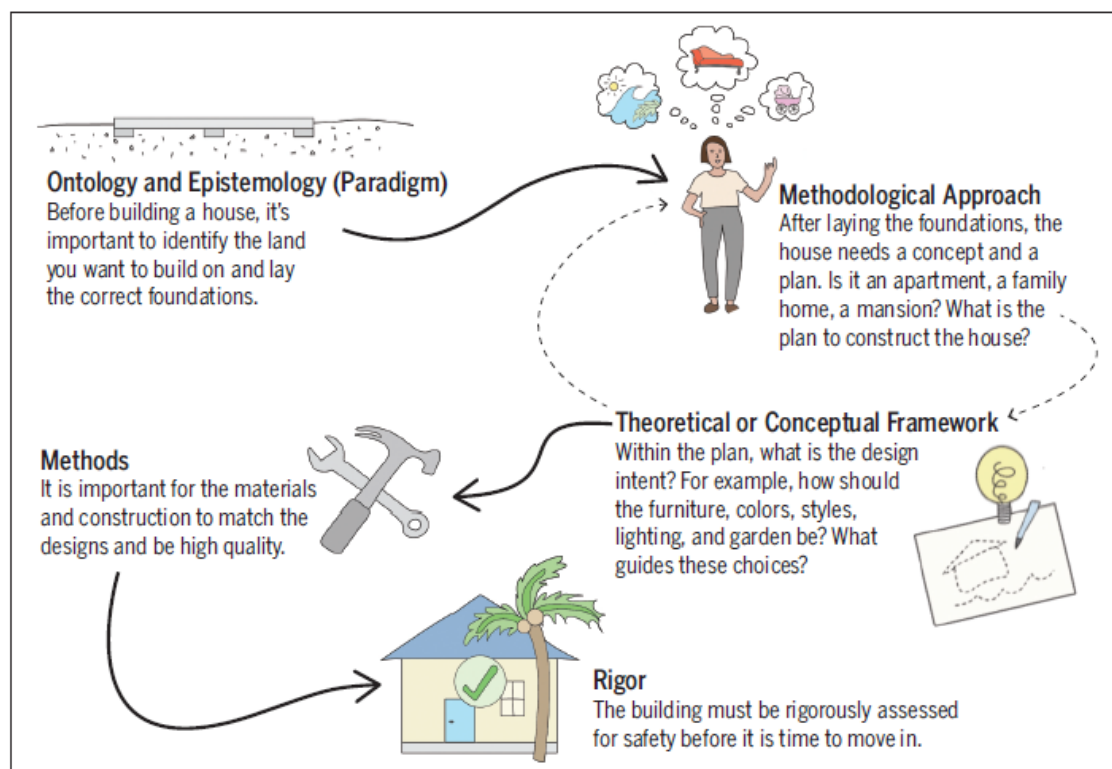 Ontology and Epistemology (Paradigm)
Before building a house, it's
important to identify the land
you want to build on and lay
the correct foundations.
Methodological Approach
After laying the foundations, the
house needs a concept and a
plan. Is it an apartment, a family
home, a mansion? What is the
plan to construct the house?
Theoretical or Conceptual Framework
Within the plan, what is the design
intent? For example, how should
the furniture, colors, styles,
lighting, and garden be? What
guides these choices?
Methods
It is important for the materials
and construction to match the
designs and be high quality.
Rigor
The building must be rigorously assessed
for safety before it is time to move in.